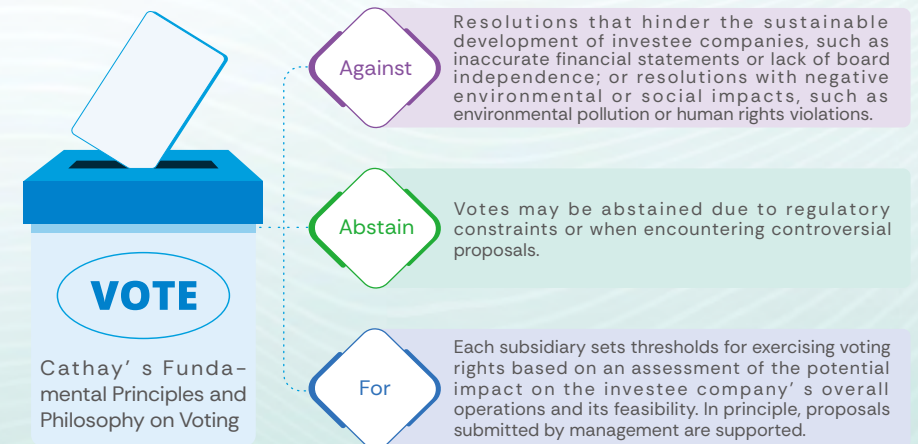 VOTE
Cathay’ s Funda-
mental Principles and
Philosophy on Voting
Against
Resolutions that hinder the sustainable
development of investee companies, such as
inaccurate financial statements or lack of board
independence; or resolutions with negative
environmental or social impacts, such as
environmental pollution or human rights violations.
Abstain
Votes may be abstained due to regulatory
constraints or when encountering controversial
proposals.
For
Each subsidiary sets thresholds for exercising voting
rights based on an assessment of the potential
impact on the investee company’ s overall
operations and its feasibility. In principle, proposals
submitted by management are supported.